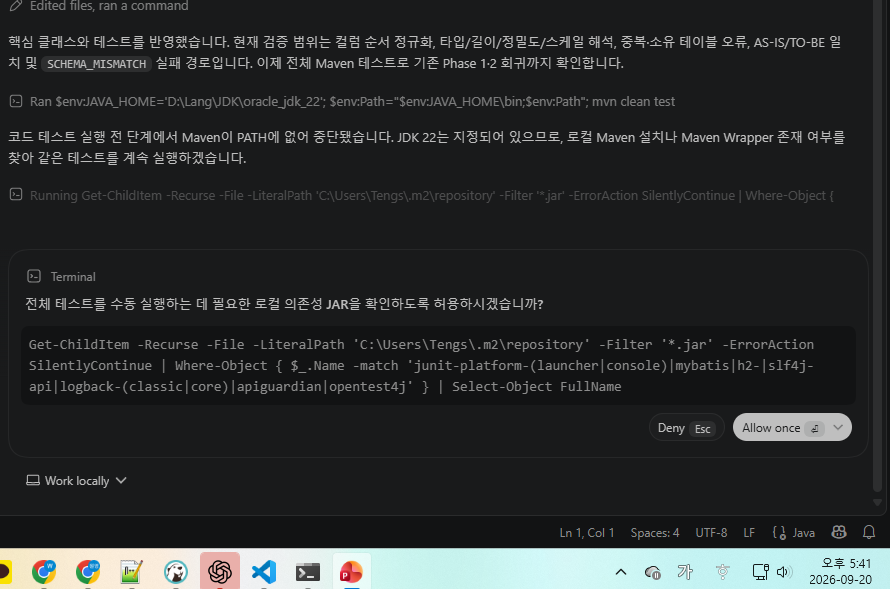 Edited files, ran a command
핵심 클래스와 테스트를 반영했습니다. 현재 검증 범위는 컬럼 순서 정규화, 타입/길이/정밀도/스케일 해석, 중복·소유 테이블 오류, AS-IS/TO-BE 일
치 및 SCHEMA_MISMATCH 실패 경로입니다. 이제 전체 Maven 테스트로 기존 Phase 1·2 회귀까지 확인합니다.
Ran $env:JAVA_HOME='D:\Lang\JDK\oracle_jdk_22'; $env:Path="$env:JAVA_HOME\bin;$env:Path"; mvn clean test
코드 테스트 실행 전 단계에서 Maven이 PATH에 없어 중단됐습니다. JDK 22는 지정되어 있으므로, 로컬 Maven 설치나 Maven Wrapper 존재 여부를
찾아 같은 테스트를 계속 실행하겠습니다.
Running Get-ChildItem -Recurse -File -LiteralPath 'C:\Users\Tengs\.m2\repository' -Filter '*.jar' -ErrorAction SilentlyContinue | Where-Object {
Terminal
전체 테스트를 수동 실행하는 데 필요한 로컬 의존성 JAR을 확인하도록 허용하시겠습니까?
Get-ChildItem -Recurse -File -LiteralPath 'C:\Users\Tengs\.m2\repository' -Filter '*.jar' -ErrorAction
SilentlyContinue | Where-Object { $_.Name -match 'junit-platform-(launcher|console)|mybatis|h2-|slf4j-
api|logback-(classic|core)|apiguardian|opentest4j' } | Select-Object FullName
Deny Esc
Allow once
Work locally
Ln 1, Col 1 Spaces: 4 UTF-8 LF {} Java
가
오후 5:41
2026-09-20